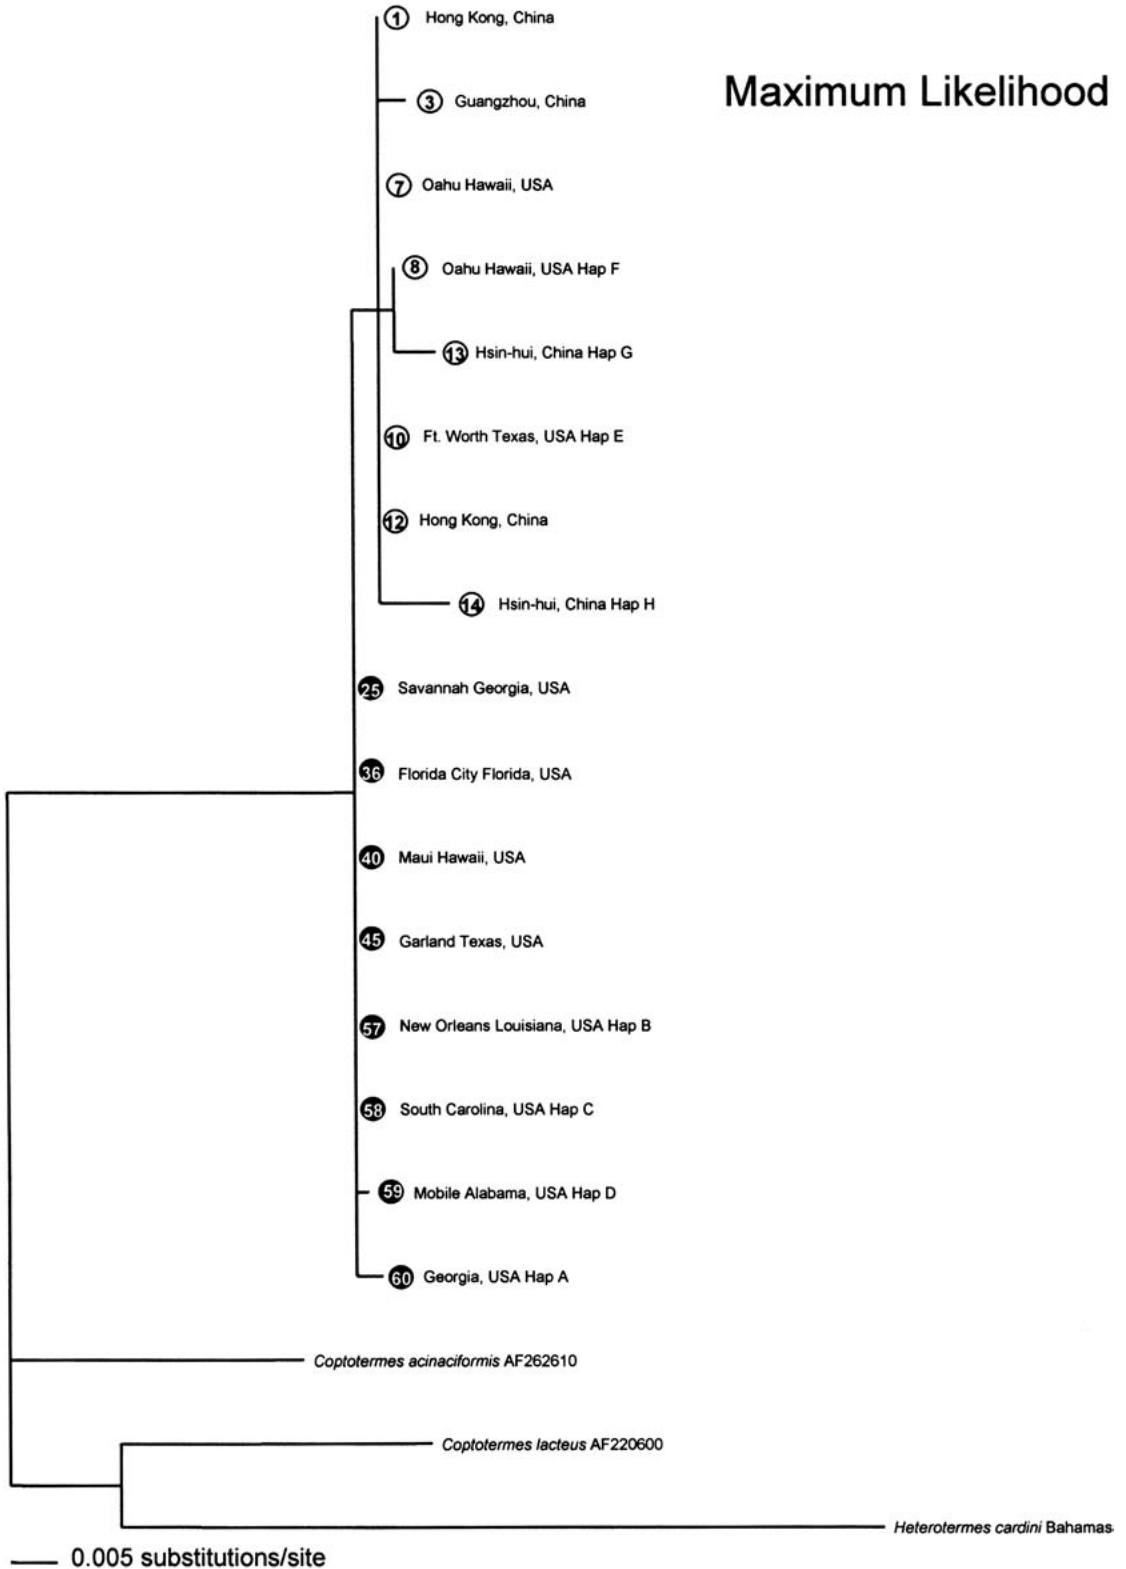 1 Hong Kong, China
Maximum Likelihood
3 Guangzhou, China
7 Oahu Hawaii, USA
8 Oahu Hawaii, USA Hap F
13 Hsin-hui, China Hap G
10 Ft. Worth Texas, USA Hap E
12 Hong Kong, China
14 Hsin-hui, China Hap H
25 Savannah Georgia, USA
36 Florida City Florida, USA
40 Maui Hawaii, USA
45 Garland Texas, USA
57 New Orleans Louisiana, USA Hap B
58 South Carolina, USA Hap C
59 Mobile Alabama, USA Hap D
60 Georgia, USA Hap A
Coptotermes acinaciformis AF262610
Coptotermes lacteus AF220600
Heterotermes cardini Bahamas
0.005 substitutions/site